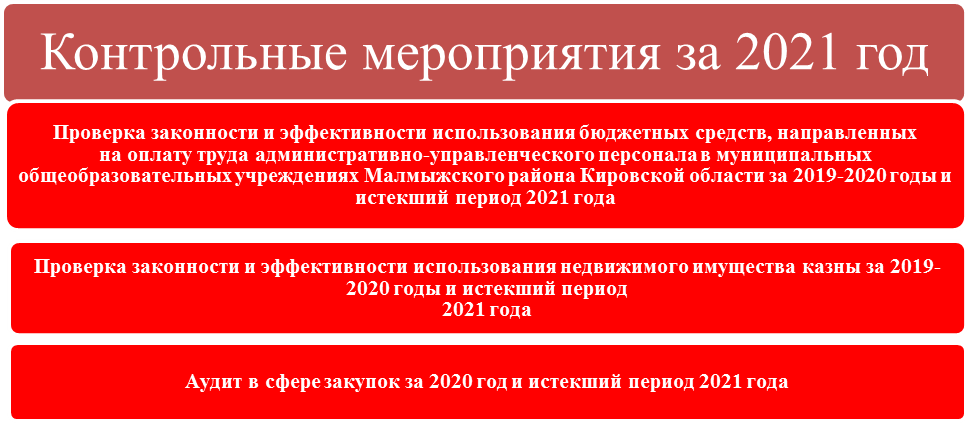 Контрольные мероприятия за 2021 год
Проверка законности и эффективности использования бюджетных средств, направленных
на оплату труда административно-управленческого персонала в муниципальных
общеобразовательных учреждениях Малмыжского района Кировской области за 2019-2020 годы и
истекший период 2021 года
Проверка законности и эффективности использования недвижимого имущества казны за 2019-
2020 годы и истекший период
2021 года
Аудит в сфере закупок за 2020 год и истекший период 2021 года